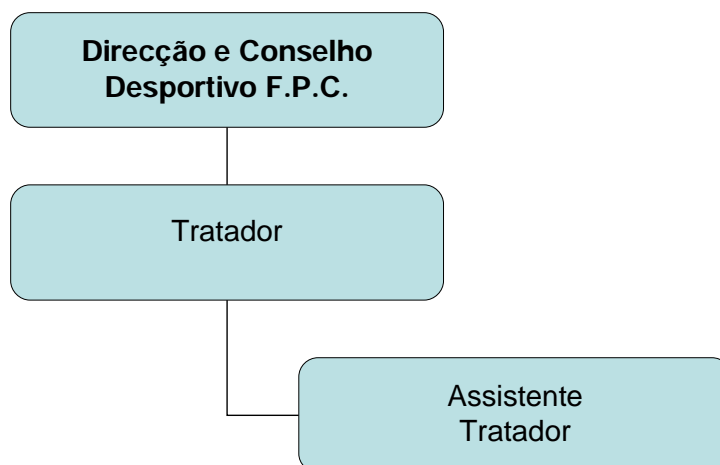 Direcção e Conselho
Desportivo F.P.C.
Tratador
Assistente
Tratador